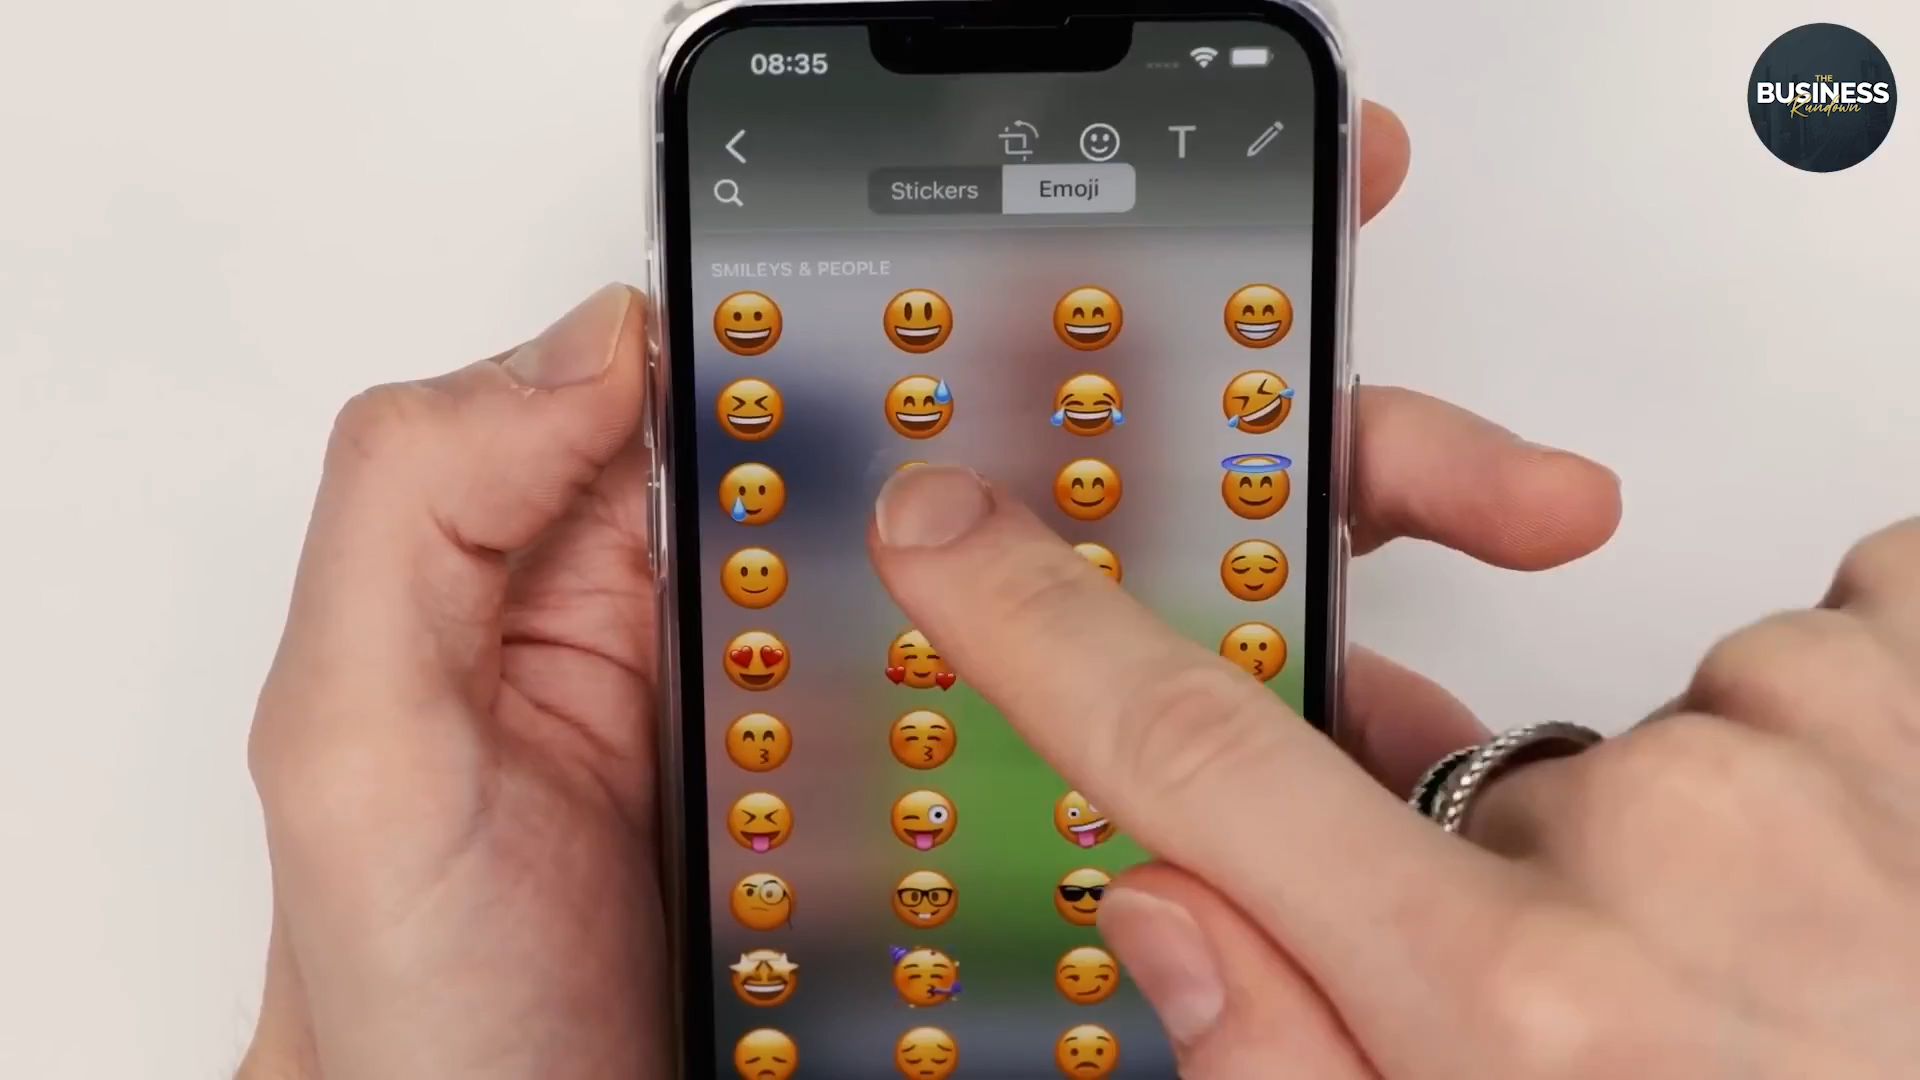 08:35
T
Stickers Emoji
SMILEYS & PEOPLE
THE
BUSINESS
Rundown